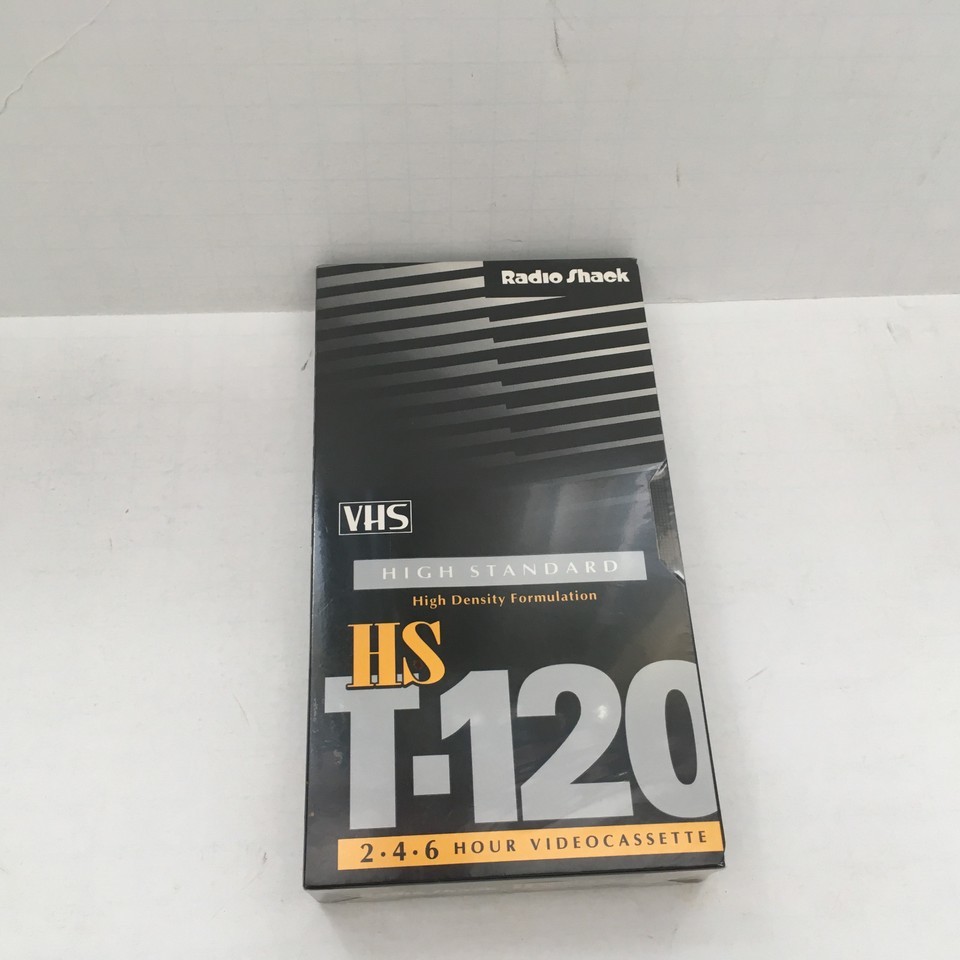 Radio Shack
VHS
HIGH STANDARD
High Density Formulation
HS
T-120
2•4•6 HOUR VIDEOCASSETTE